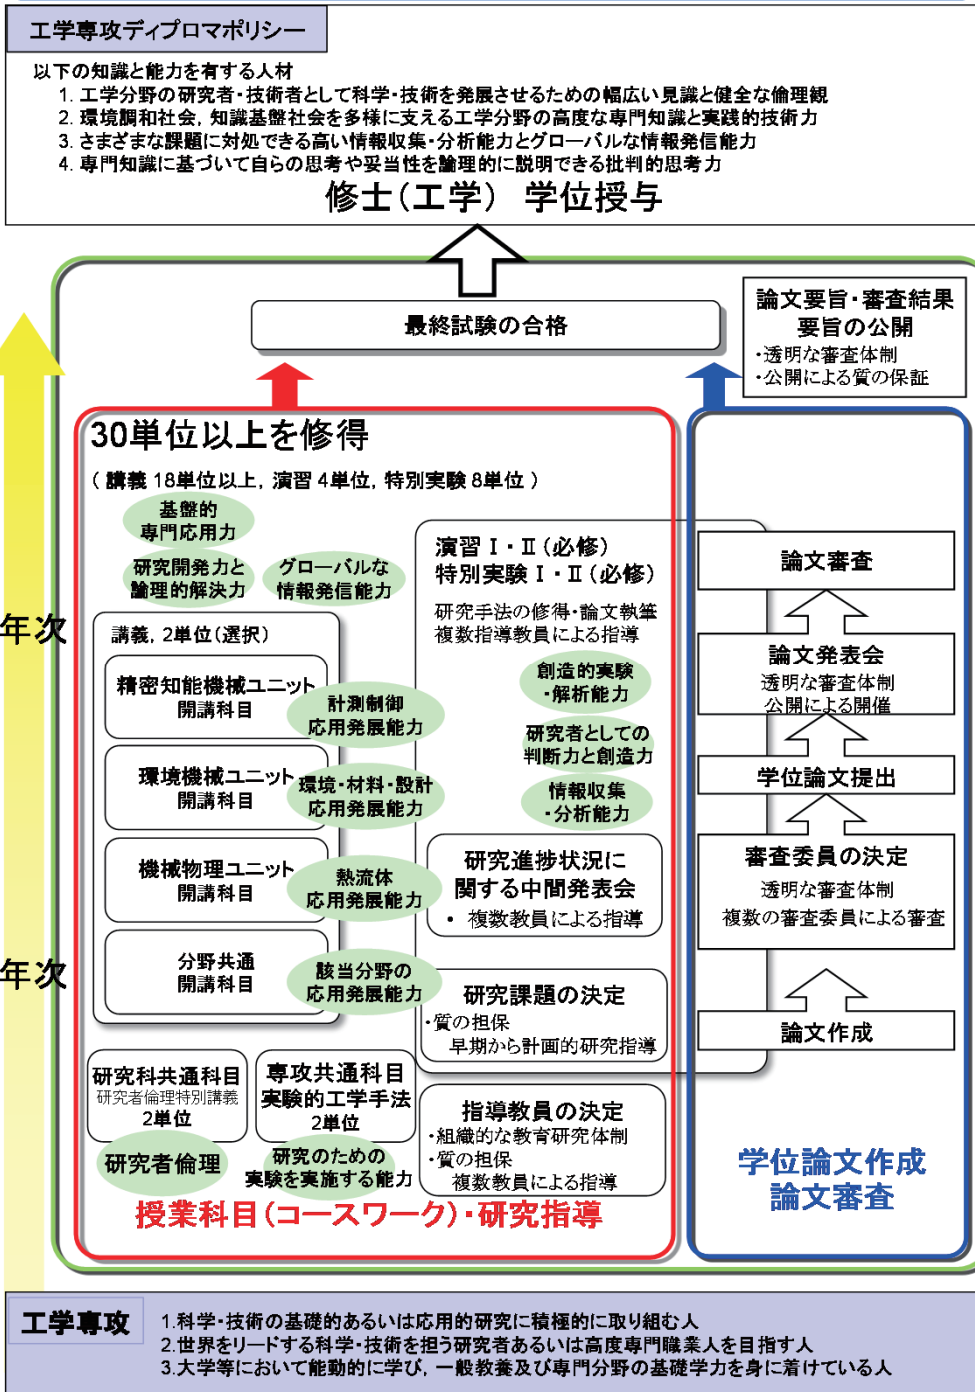 工学専攻ディプロマポリシー
以下の知識と能力を有する人材
1. 工学分野の研究者・技術者として科学・技術を発展させるための幅広い見識と健全な倫理観
2. 環境調和社会，知識基盤社会を多様に支える工学分野の高度な専門知識と実践的技術力
3. さまざまな課題に対処できる高い情報収集・分析能力とグローバルな情報発信能力
4. 専門知識に基づいて自らの思考や妥当性を論理的に説明できる批判的思考力
修士（工学） 学位授与
最終試験の合格
論文要旨・審査結果
要旨の公開
・透明な審査体制
・公開による質の保証
30単位以上を修得
（ 講義 18単位以上，演習 4単位，特別実験 8単位 ）
基盤的
専門応用力
研究開発力と
論理的解決力
グローバルな
情報発信能力
年次
講義，2単位（選択）
精密知能機械ユニット
開講科目
計測制御
応用発展能力
環境機械ユニット
開講科目
環境・材料・設計
応用発展能力
機械物理ユニット
開講科目
熱流体
応用発展能力
年次
分野共通
開講科目
該当分野の
応用発展能力
演習Ⅰ・Ⅱ（必修）
特別実験Ⅰ・Ⅱ（必修）
研究手法の修得・論文執筆
複数指導教員による指導
創造的実験
・解析能力
研究者としての
判断力と創造力
情報収集
・分析能力
研究進捗状況に
関する中間発表会
• 複数教員による指導
研究課題の決定
・質の担保
早期から計画的研究指導
研究科共通科目
研究者倫理特別講義
2単位
研究者倫理
専攻共通科目
実験的工学手法
2単位
研究のための
実験を実施する能力
指導教員の決定
・組織的な教育研究体制
・質の担保
複数教員による指導
授業科目（コースワーク）・研究指導
論文審査
論文発表会
透明な審査体制
公開による開催
学位論文提出
審査委員の決定
透明な審査体制
複数の審査委員による審査
論文作成
学位論文作成
論文審査
工学専攻
1.科学・技術の基礎的あるいは応用的研究に積極的に取り組む人
2.世界をリードする科学・技術を担う研究者あるいは高度専門職業人を目指す人
3.大学等において能動的に学び，一般教養及び専門分野の基礎学力を身に着けている人